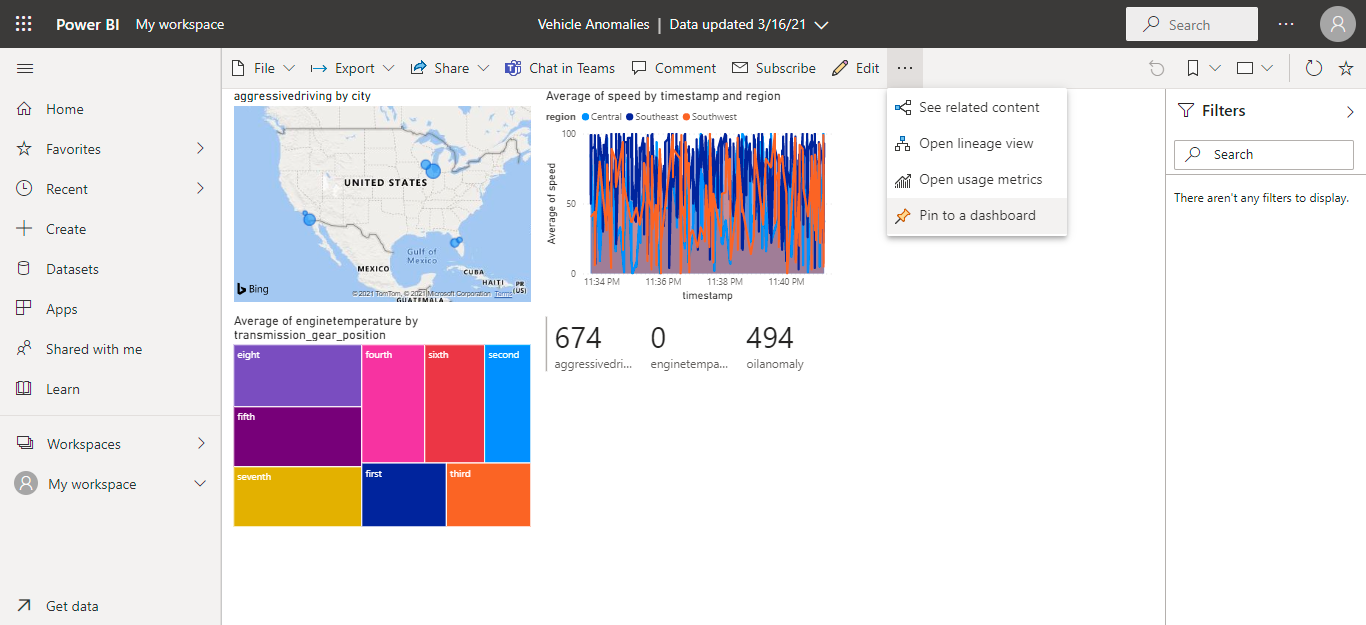 Power BI My workspace
Vehicle Anomalies | Data updated 3/16/21
Search
File
Export
Share
Chat in Teams
Comment
Subscribe
Edit
Home
Favorites
Recent
Create
Datasets
Apps
Shared with me
Learn
Workspaces
My workspace
Get data
aggressivedriving by city
UNITED STATES
Gulf of
Mexico
MEXICO
CUBA
HAITI
PR
(US)
GUATEMALA
Bing
© 2021 TomTom, © 2021 Microsoft Corporation Terms
Average of speed by timestamp and region
region Central Southeast Southwest
Average of speed
100
50
0
11:34 PM 11:36 PM 11:38 PM 11:40 PM
timestamp
Average of enginetemperature by
transmission_gear_position
eight
fifth
seventh
fourth
sixth
second
first
third
674
aggressivedri...
0
enginetempa...
494
oilanomaly
See related content
Open lineage view
Open usage metrics
Pin to a dashboard
Filters
Search
There aren't any filters to display.